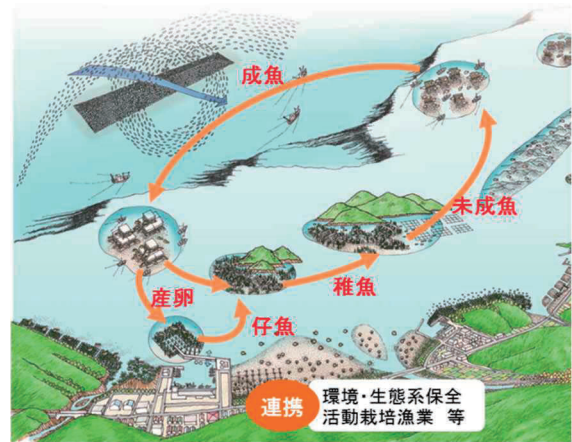 成魚
未成魚
産卵
稚魚
仔魚
連携
環境・生態系保全
活動栽培漁業 等